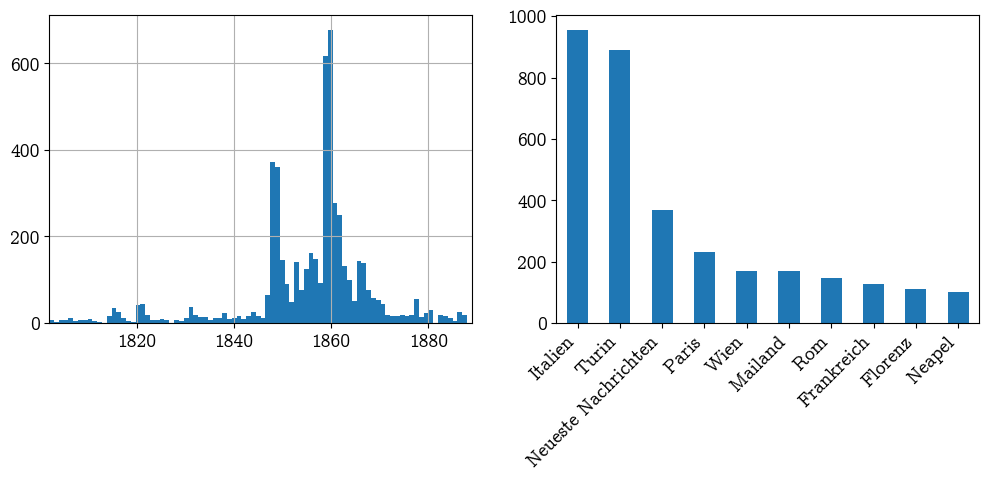 600
400
200
0
1820 1840 1860 1880
1000
800
600
400
200
0
Italien
Turin
Neueste Nachrichten
Paris
Wien
Mailand
Rom
Frankreich
Florenz
Neapel